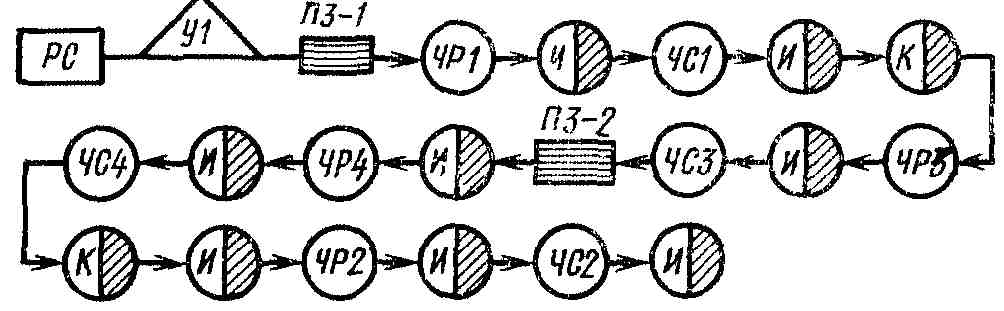 ПЗ-1
РС У1 ЧР1 И ЧС1 И К
ПЗ-2
ЧС4 И ЧР4 И ЧС3 И ЧР3
К И ЧР2 И ЧС2 И